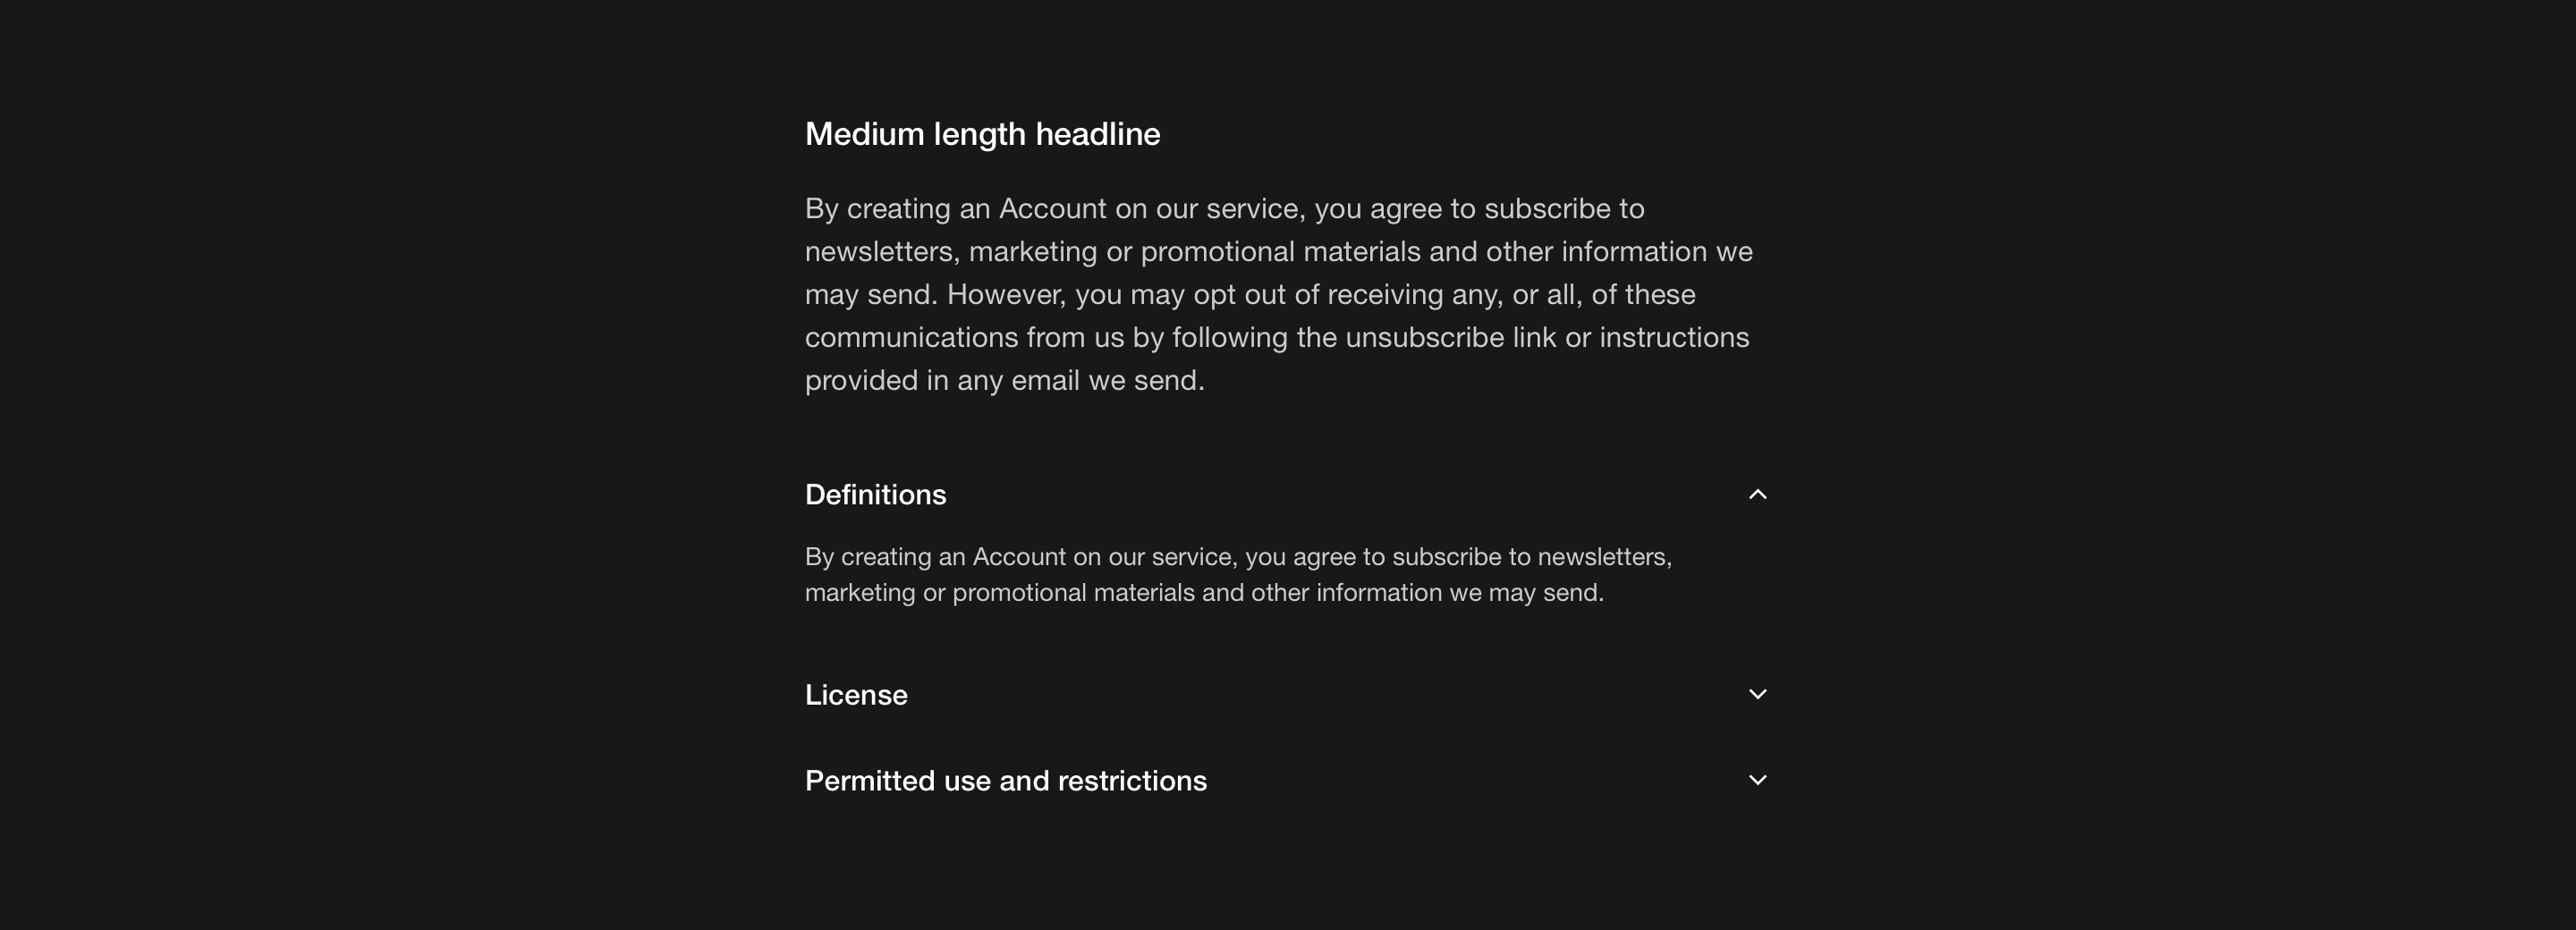 Medium length headline
By creating an Account on our service, you agree to subscribe to
newsletters, marketing or promotional materials and other information we
may send. However, you may opt out of receiving any, or all, of these
communications from us by following the unsubscribe link or instructions
provided in any email we send.
Definitions
By creating an Account on our service, you agree to subscribe to newsletters,
marketing or promotional materials and other information we may send.
License
Permitted use and restrictions